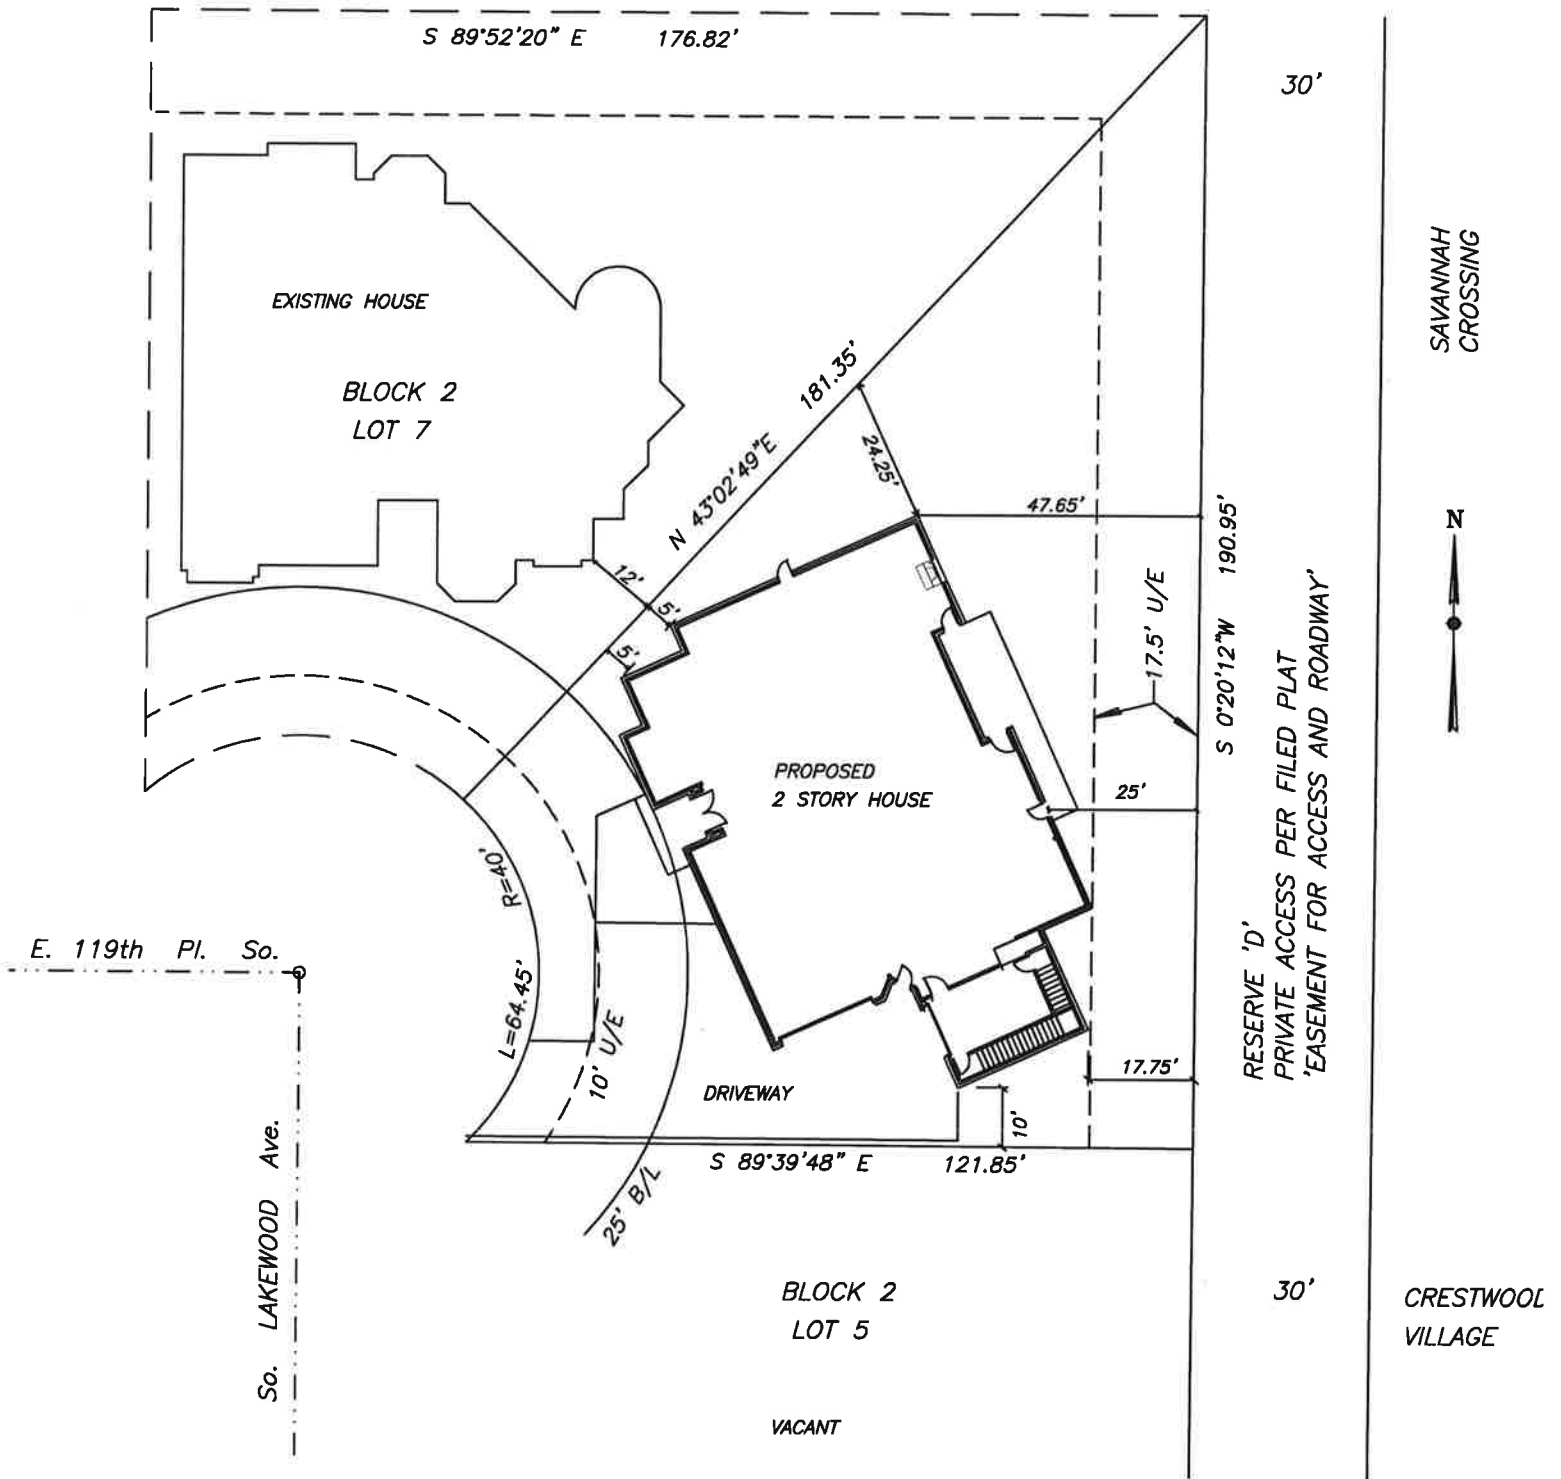 S 89°52'20" E 176.82'
30'
SAVANNAH
CROSSING
EXISTING HOUSE
BLOCK 2
LOT 7
181.35'
N 43°02'49"E
24.25'
47.65'
S 0°20'12"W 190.95'
N
12'
5'
5'
17.5' U/E
PROPOSED
2 STORY HOUSE
25'
R=40'
L=64.45'
E. 119th Pl. So.
10' U/E
RESERVE 'D'
PRIVATE ACCESS PER FILED PLAT
'EASEMENT FOR ACCESS AND ROADWAY'
DRIVEWAY
17.75'
10'
S 89°39'48" E 121.85'
25' B/L
So. LAKEWOOD Ave.
BLOCK 2
LOT 5
30'
CRESTWOOD
VILLAGE
VACANT